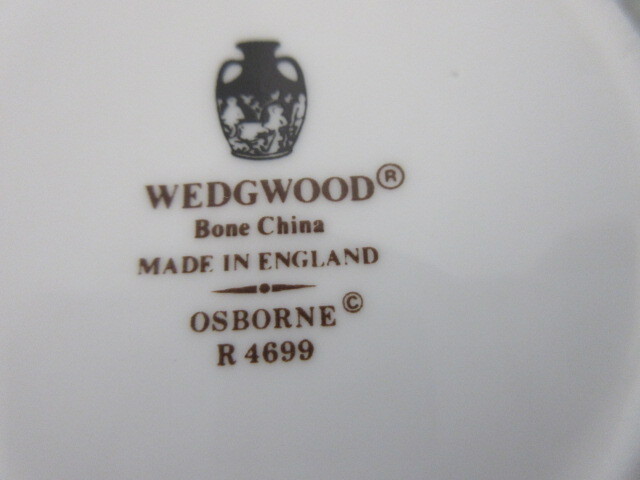 WEDGWOOD®
Bone China
MADE IN ENGLAND
OSBORNE©
R 4699